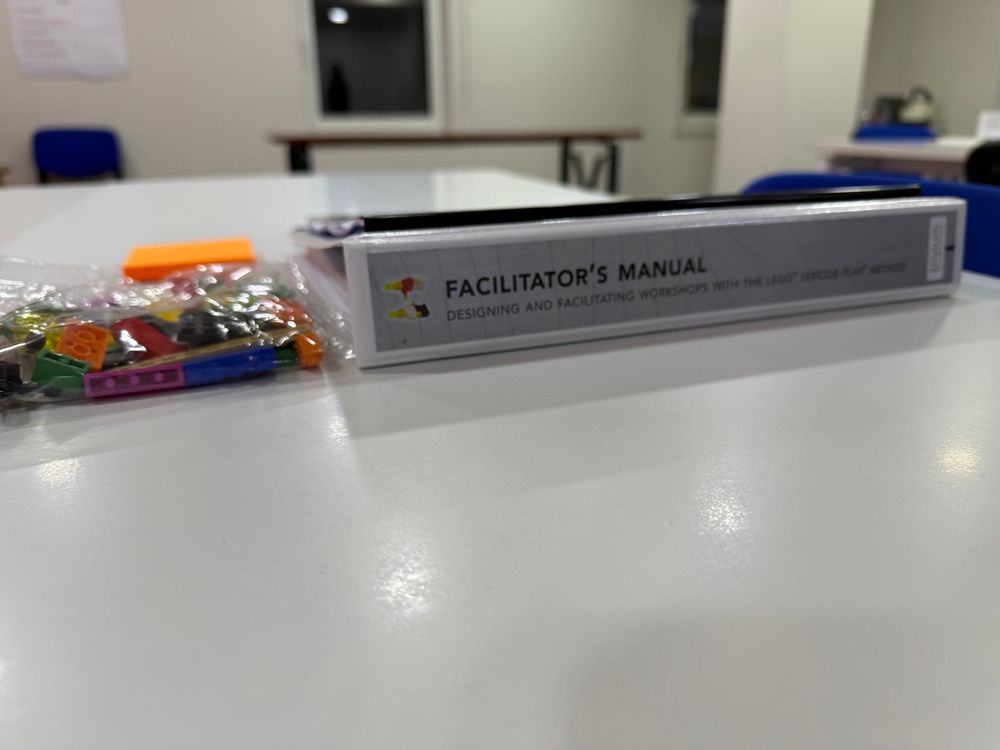 FACILITATOR'S MANUAL
DESIGNING AND FACILITATING WORKSHOPS WITH THE LEGO® SERIOUS PLAY® METHOD